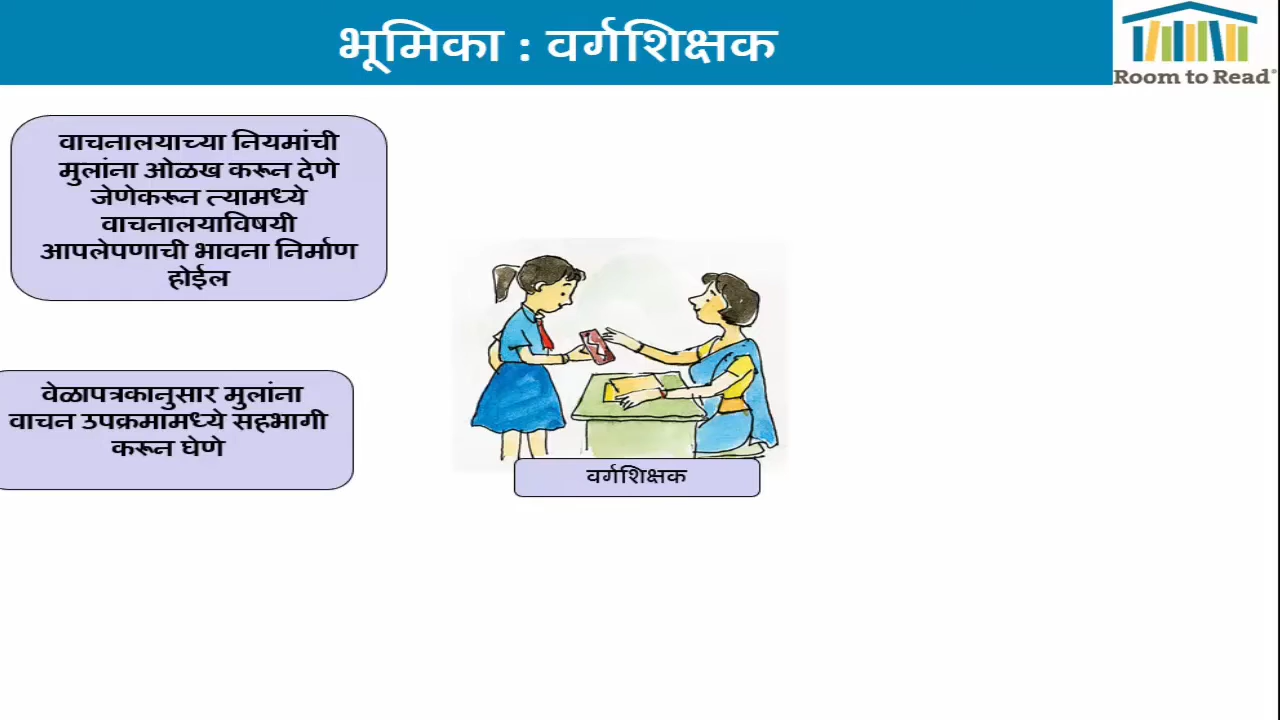 भूमिका : वर्गशिक्षक
Room to Read®
वाचनालयाच्या नियमांची
मुलांना ओळख करून देणे
जेणेकरून त्यामध्ये
वाचनालयाविषयी
आपलेपणाची भावना निर्माण
होईल
वेळापत्रकानुसार मुलांना
वाचन उपक्रमामध्ये सहभागी
करून घेणे
वर्गशिक्षक